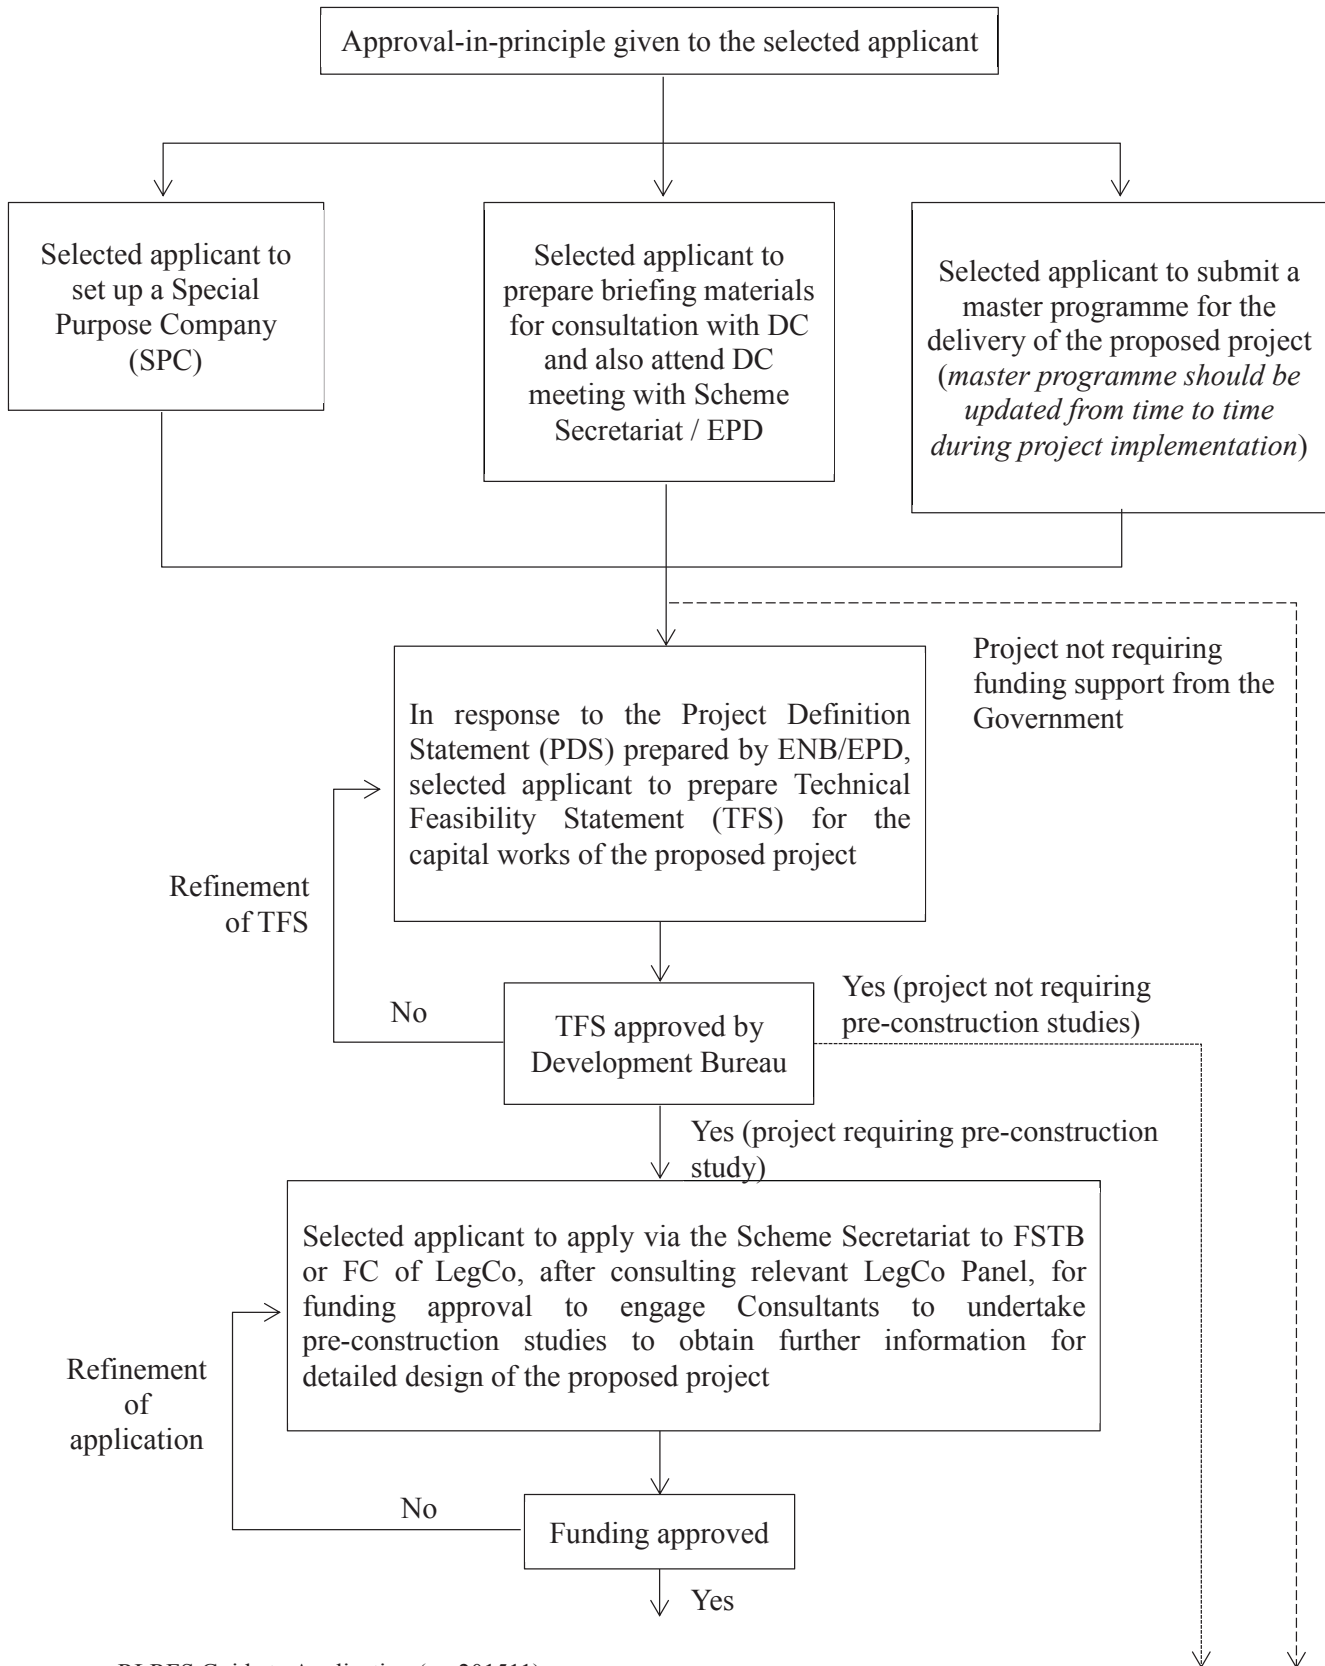 Approval-in-principle given to the selected applicant
Selected applicant to
set up a Special
Purpose Company
(SPC)
Selected applicant to
prepare briefing materials
for consultation with DC
and also attend DC
meeting with Scheme
Secretariat / EPD
Selected applicant to submit a
master programme for the
delivery of the proposed project
(master programme should be
updated from time to time
during project implementation)
Project not requiring
funding support from the
Government
In response to the Project Definition
Statement (PDS) prepared by ENB/EPD,
selected applicant to prepare Technical
Feasibility Statement (TFS) for the
capital works of the proposed project
Refinement
of TFS
No
TFS approved by
Development Bureau
Yes (project not requiring
pre-construction studies)
Yes (project requiring pre-construction
study)
Selected applicant to apply via the Scheme Secretariat to FSTB
or FC of LegCo, after consulting relevant LegCo Panel, for
funding approval to engage Consultants to undertake
pre-construction studies to obtain further information for
detailed design of the proposed project
Refinement
of
application
No
Funding approved
Yes